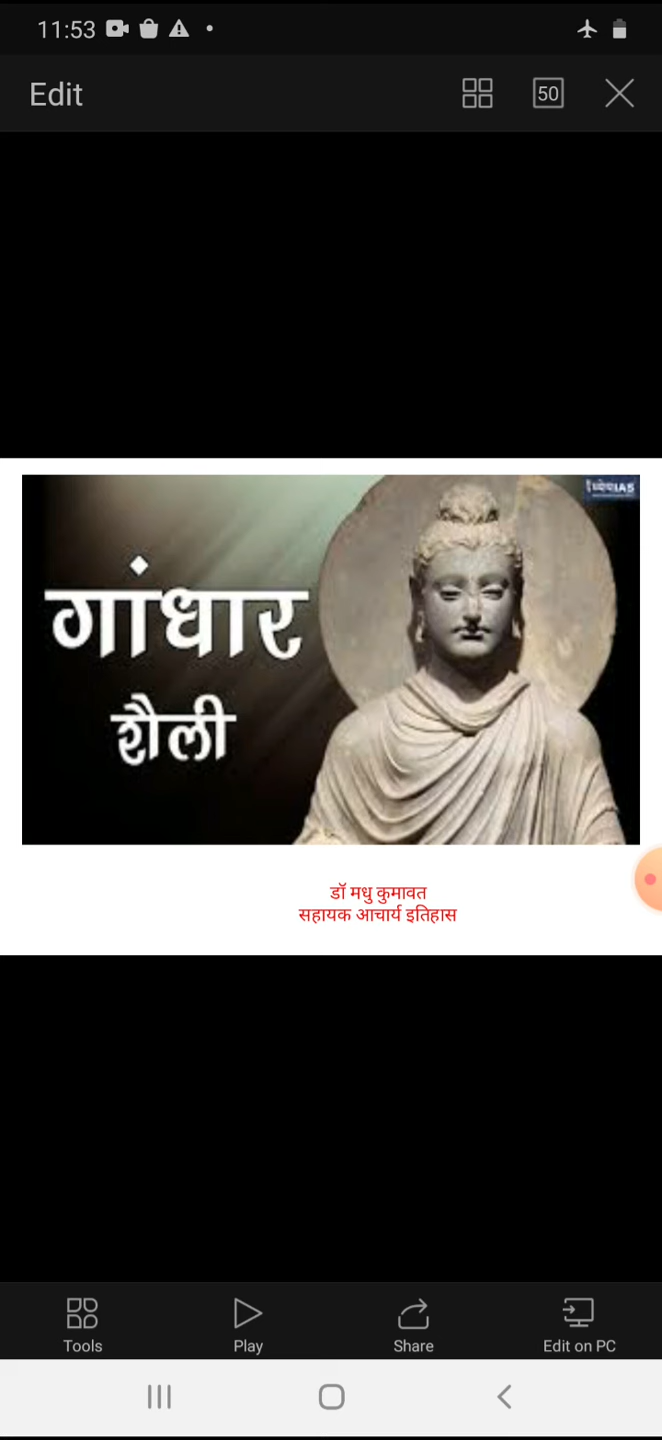 11:53
Edit
50
गांधार
शैली
डॉ मधु कुमावत
सहायक आचार्य इतिहास
Tools
Play
Share
Edit on PC